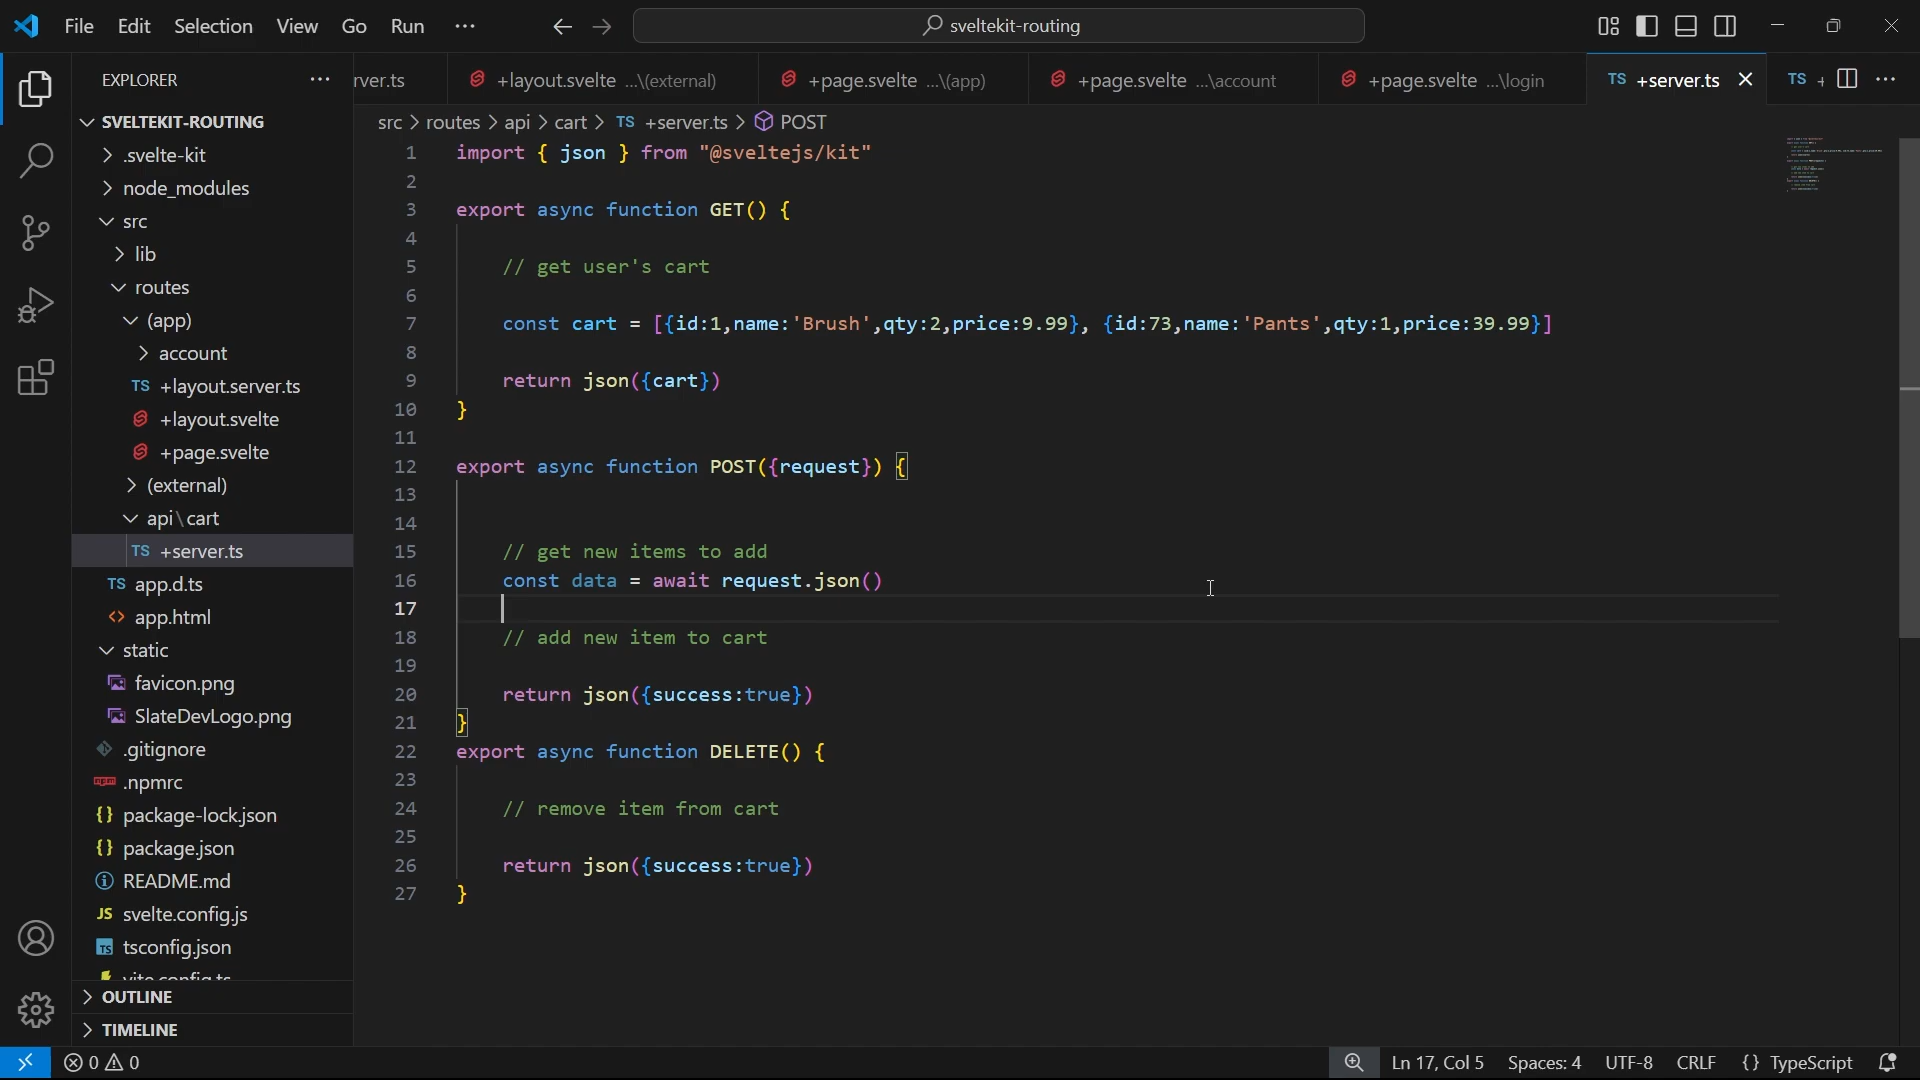 File Edit Selection View Go Run ...
sveltekit-routing
EXPLORER
rver.ts
+layout.svelte ...\(external)
+page.svelte ...\(app)
+page.svelte ...\account
+page.svelte ...\login
TS +server.ts
TS +
SVELTEKIT-ROUTING
.svelte-kit
node_modules
src
lib
routes
(app)
account
TS +layout.server.ts
+layout.svelte
+page.svelte
(external)
api\cart
TS +server.ts
TS app.d.ts
<> app.html
static
favicon.png
SlateDevLogo.png
.gitignore
npm .npmrc
{} package-lock.json
{} package.json
README.md
JS svelte.config.js
TS tsconfig.json
vite.config.ts
OUTLINE
TIMELINE
src > routes > api > cart > TS +server.ts > POST
1 import { json } from "@sveltejs/kit"
2
3 export async function GET() {
4
5 // get user's cart
6
7 const cart = [{id:1,name:'Brush',qty:2,price:9.99}, {id:73,name:'Pants',qty:1,price:39.99}]
8
9 return json({cart})
10 }
11
12 export async function POST({request}) {
13
14
15 // get new items to add
16 const data = await request.json()
17
18 // add new item to cart
19
20 return json({success:true})
21 }
22 export async function DELETE() {
23
24 // remove item from cart
25
26 return json({success:true})
27 }
0 0
Ln 17, Col 5 Spaces: 4 UTF-8 CRLF {} TypeScript